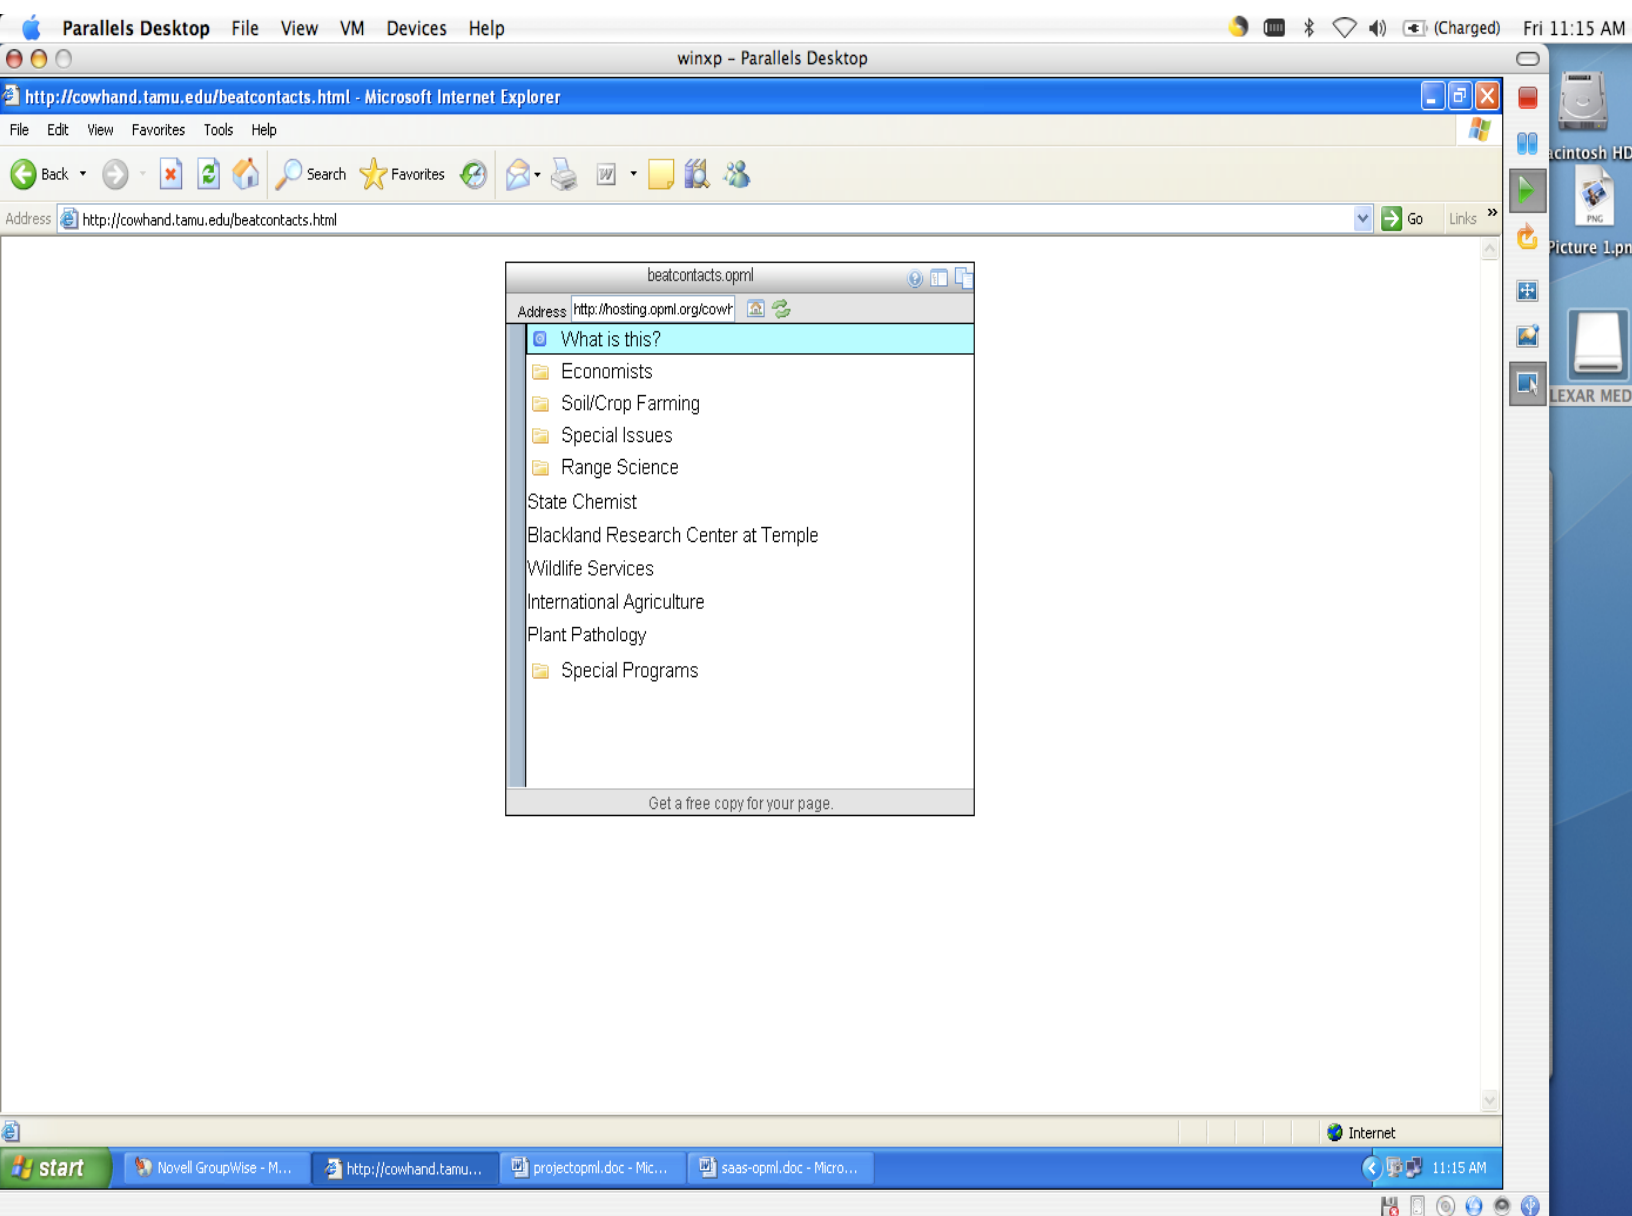 Parallels Desktop File View VM Devices Help (Charged) Fri 11:15 AM
winxp – Parallels Desktop
http://cowhand.tamu.edu/beatcontacts.html - Microsoft Internet Explorer
File Edit View Favorites Tools Help
Back Search Favorites
Address http://cowhand.tamu.edu/beatcontacts.html Go Links »
beatcontacts.opml
Address http://hosting.opml.org/cowh
What is this?
Economists
Soil/Crop Farming
Special Issues
Range Science
State Chemist
Blackland Research Center at Temple
Wildlife Services
International Agriculture
Plant Pathology
Special Programs
Get a free copy for your page.
acintosh HD
PNG
Picture 1.pn
LEXAR MED
Internet
start Novell GroupWise - M... http://cowhand.tamu... projectopml.doc - Mic... saas-opml.doc - Micro... 11:15 AM